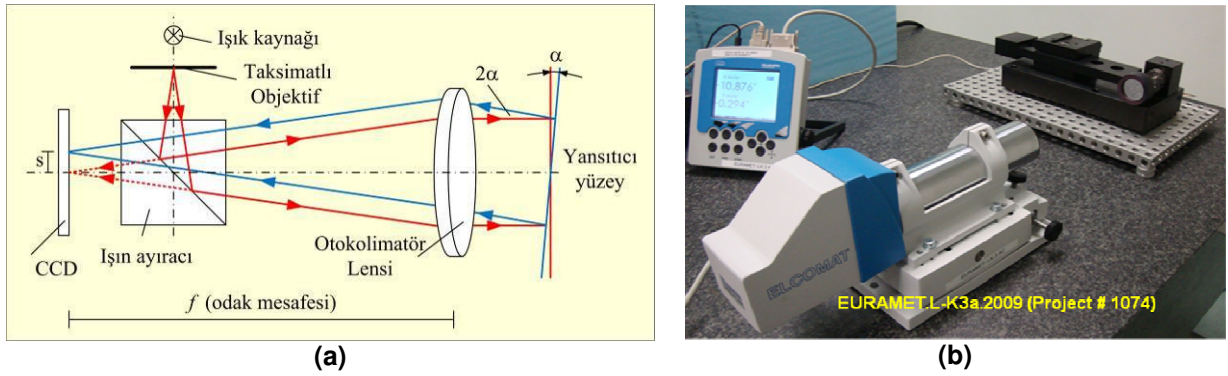 Işık kaynağı
Taksimatlı
Objektif
α
2α
s
Yansıtıcı
yüzey
Işın ayıracı
Otokolimatör
Lensi
CCD
f (odak mesafesi)
(a)
10.876"
-0.294"
ELCOMAT
EURAMET.L-K3a.2009 (Project # 1074)
(b)